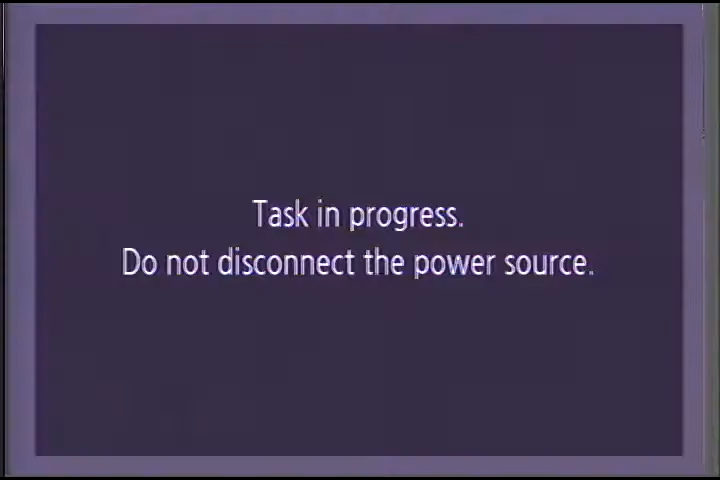 Task in progress.
Do not disconnect the power source.